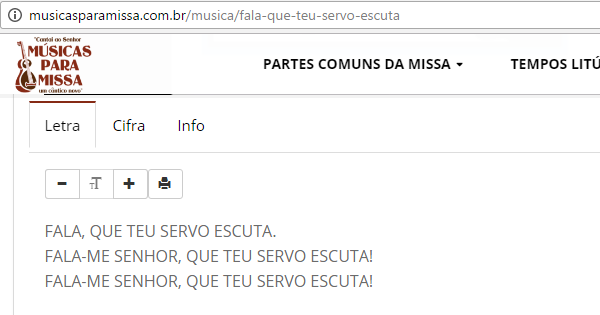 musicasparamissa.com.br/musica/fala-que-teu-servo-escuta
"Cantai ao Senhor
MÚSICAS
PARA
MISSA
um cântico novo"
PARTES COMUNS DA MISSA
TEMPOS LITÚ
Letra
Cifra
Info
T
FALA, QUE TEU SERVO ESCUTA.
FALA-ME SENHOR, QUE TEU SERVO ESCUTA!
FALA-ME SENHOR, QUE TEU SERVO ESCUTA!